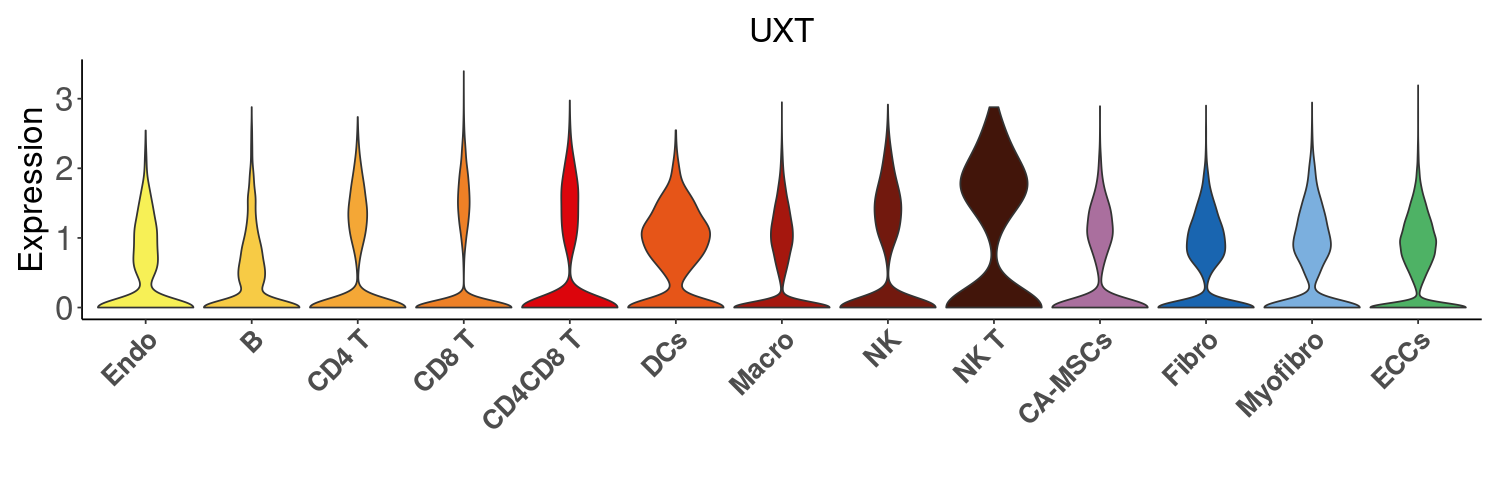 UXT
Expression
3
2
1
0
Endo
B
CD4 T
CD8 T
CD4CD8 T
DCs
Macro
NK
NK T
CA-MSCs
Fibro
Myofibro
ECCs